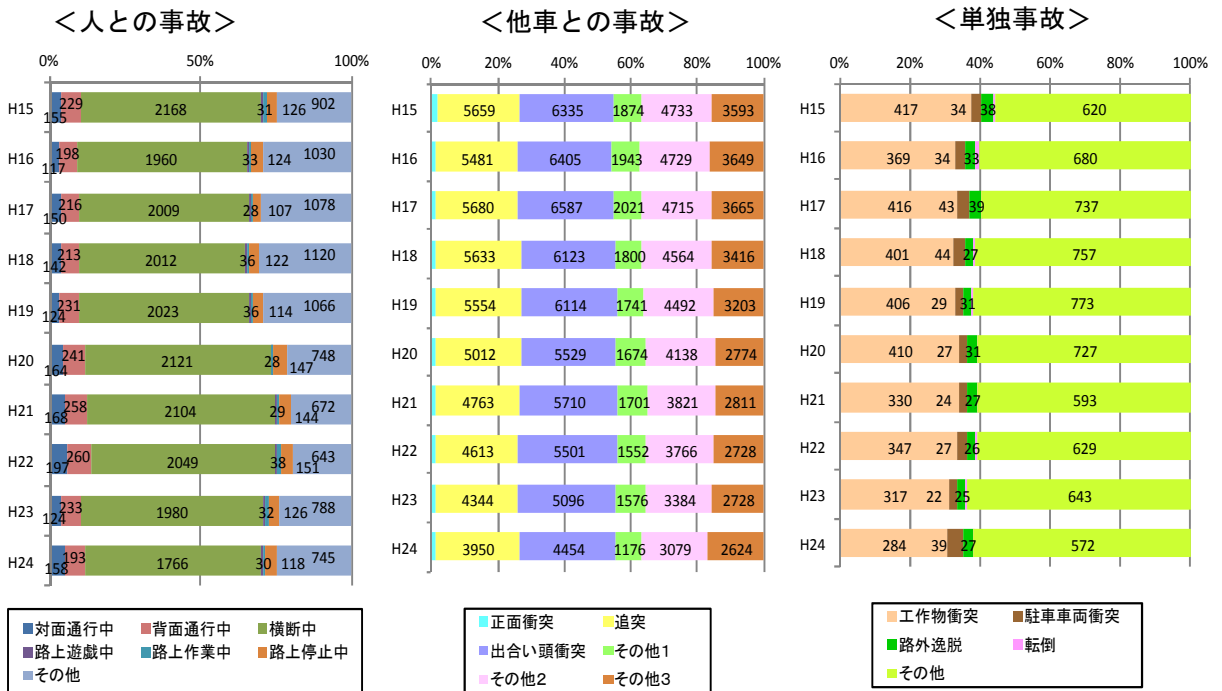 ＜人との事故＞
0% 50% 100%
H15 155 229 2168 31 126 902
H16 117 198 1960 33 124 1030
H17 150 216 2009 28 107 1078
H18 142 213 2012 36 122 1120
H19 124 231 2023 36 114 1066
H20 164 241 2121 28 147 748
H21 168 258 2104 29 144 672
H22 197 260 2049 38 151 643
H23 124 233 1980 32 126 788
H24 158 193 1766 30 118 745
対面通行中 背面通行中 横断中
路上遊戯中 路上作業中 路上停止中
その他
＜他車との事故＞
0% 20% 40% 60% 80% 100%
H15 5659 6335 1874 4733 3593
H16 5481 6405 1943 4729 3649
H17 5680 6587 2021 4715 3665
H18 5633 6123 1800 4564 3416
H19 5554 6114 1741 4492 3203
H20 5012 5529 1674 4138 2774
H21 4763 5710 1701 3821 2811
H22 4613 5501 1552 3766 2728
H23 4344 5096 1576 3384 2728
H24 3950 4454 1176 3079 2624
正面衝突 追突
出合い頭衝突 その他1
その他2 その他3
＜単独事故＞
0% 20% 40% 60% 80% 100%
H15 417 34 38 620
H16 369 34 33 680
H17 416 43 39 737
H18 401 44 27 757
H19 406 29 31 773
H20 410 27 31 727
H21 330 24 27 593
H22 347 27 26 629
H23 317 22 25 643
H24 284 39 27 572
工作物衝突 駐車車両衝突
路外逸脱 転倒
その他